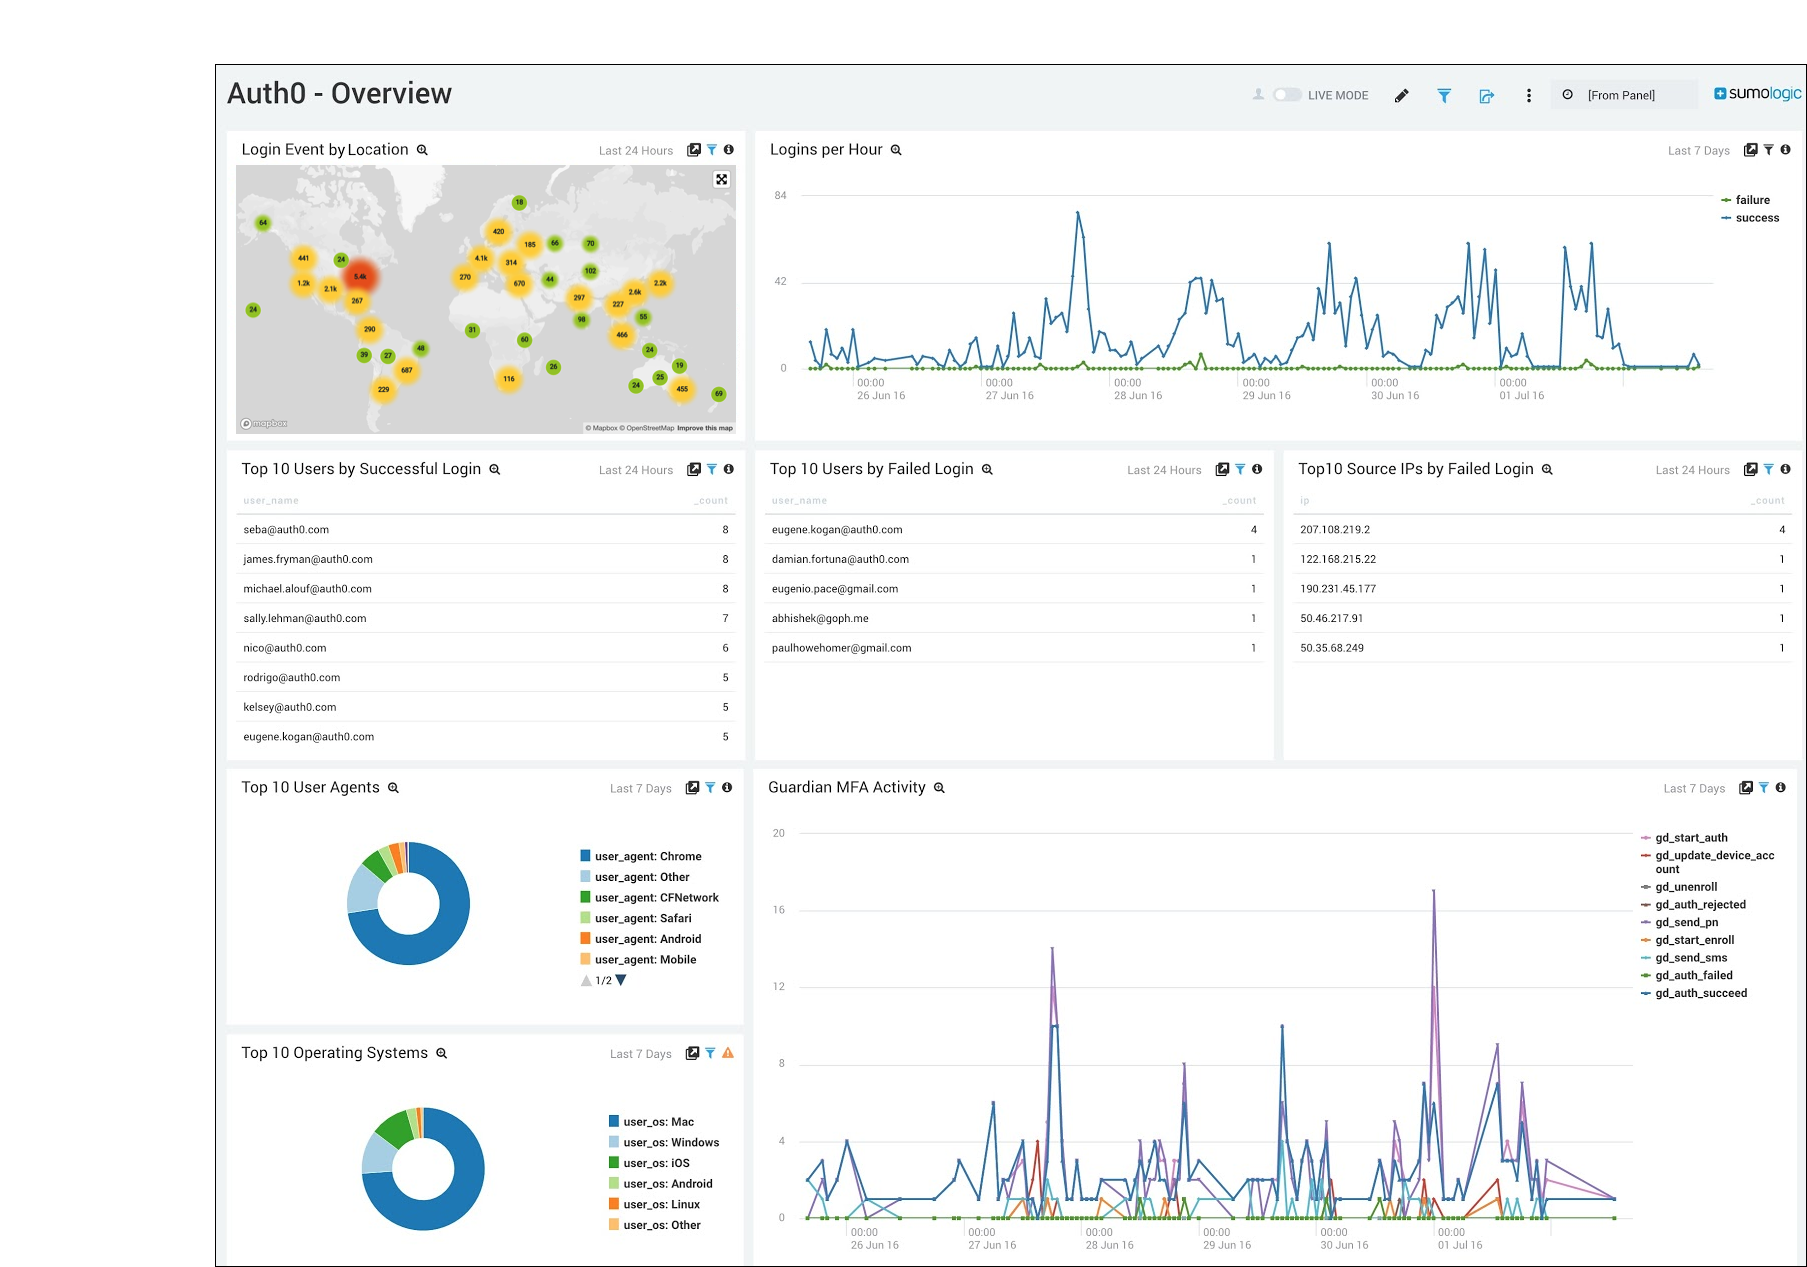 Auth0 - Overview
LIVE MODE
[From Panel]
sumologic
Login Event by Location
Last 24 Hours
64
18
420
185
66
70
441
24
5.4k
4.1k
314
102
1.2k
2.1k
267
270
670
44
297
2.6k
2.2k
227
24
98
55
290
31
60
466
39
27
48
24
687
26
19
229
116
24
25
455
69
mapbox
© Mapbox © OpenStreetMap Improve this map
Logins per Hour
Last 7 Days
84
42
0
failure
success
00:00
26 Jun 16
00:00
27 Jun 16
00:00
28 Jun 16
00:00
29 Jun 16
00:00
30 Jun 16
00:00
01 Jul 16
Top 10 Users by Successful Login
Last 24 Hours
user_name _count
seba@auth0.com 8
james.fryman@auth0.com 8
michael.alouf@auth0.com 8
sally.lehman@auth0.com 7
nico@auth0.com 6
rodrigo@auth0.com 5
kelsey@auth0.com 5
eugene.kogan@auth0.com 5
Top 10 Users by Failed Login
Last 24 Hours
user_name _count
eugene.kogan@auth0.com 4
damian.fortuna@auth0.com 1
eugenio.pace@gmail.com 1
abhishek@goph.me 1
paulhowehomer@gmail.com 1
Top10 Source IPs by Failed Login
Last 24 Hours
ip _count
207.108.219.2 4
122.168.215.22 1
190.231.45.177 1
50.46.217.91 1
50.35.68.249 1
Top 10 User Agents
Last 7 Days
user_agent: Chrome
user_agent: Other
user_agent: CFNetwork
user_agent: Safari
user_agent: Android
user_agent: Mobile
1/2
Top 10 Operating Systems
Last 7 Days
user_os: Mac
user_os: Windows
user_os: iOS
user_os: Android
user_os: Linux
user_os: Other
Guardian MFA Activity
Last 7 Days
20
16
12
8
4
0
gd_start_auth
gd_update_device_acc
ount
gd_unenroll
gd_auth_rejected
gd_send_pn
gd_start_enroll
gd_send_sms
gd_auth_failed
gd_auth_succeed
00:00
26 Jun 16
00:00
27 Jun 16
00:00
28 Jun 16
00:00
29 Jun 16
00:00
30 Jun 16
00:00
01 Jul 16